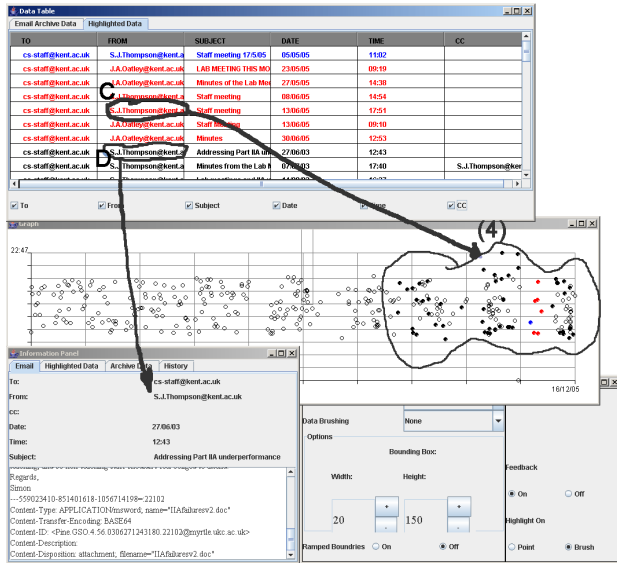 Data Table
Email Archive Data Highlighted Data
TO FROM SUBJECT DATE TIME CC
cs-staff@kent.ac.uk S.J.Thompson@kent.a Staff meeting 17/5/05 05/05/05 11:02
cs-staff@kent.ac.uk J.A.Oatley@kent.ac.uk LAB MEETING THIS MO 23/05/05 09:19
cs-staff@kent.ac.uk J.A.Oatley@kent.ac.uk Minutes of the Lab Mee 27/05/05 14:38
C
cs-staff@kent.ac.uk S.J.Thompson@kent.a Staff meeting 08/06/05 14:54
cs-staff@kent.ac.uk S.J.Thompson@kent.a Staff meeting 13/06/05 17:51
cs-staff@kent.ac.uk J.A.Oatley@kent.ac.uk Staff meeting 13/06/05 09:10
cs-staff@kent.ac.uk J.A.Oatley@kent.ac.uk Minutes 30/06/05 12:53
D
cs-staff@kent.ac.uk S.J.Thompson@kent.a Addressing Part IIA un 27/06/03 12:43
cs-staff@kent.ac.uk S.J.Thompson@kent.a Minutes from the Lab M 07/07/03 17:40 S.J.Thompson@ker
To From Subject Date Time CC
Graph
(4)
22:47
16/12/05
Information Panel
Email Highlighted Data Archive Data History
To: cs-staff@kent.ac.uk
From: S.J.Thompson@kent.ac.uk
CC:
Date: 27/06/03
Time: 12:43
Subject: Addressing Part IIA underperformance
Regards,
Simon
---559023410-851401618-1056714198=:22102
Content-Type: APPLICATION/msword; name="IIAfailuresv2.doc"
Content-Transfer-Encoding: BASE64
Content-ID: <Pine.GSO.4.56.0306271243180.22102@myrtle.ukc.ac.uk>
Content-Description:
Content-Disposition: attachment; filename="IIAfailuresv2.doc"
Data Brushing None
Options
Bounding Box:
Width: Height:
20 + - 150 + -
Ramped Boundries On Off
Feedback
On Off
Highlight On
Point Brush